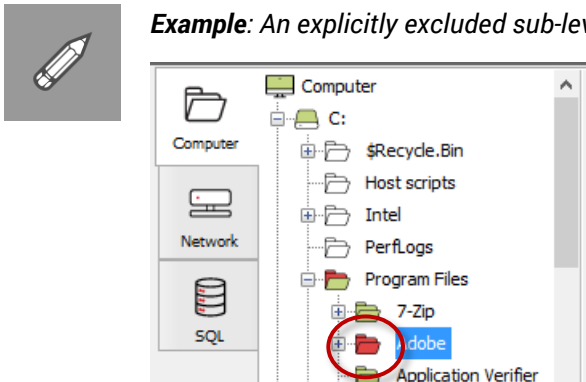 Example: An explicitly excluded sub-lev
Computer
C:
$Recycle.Bin
Host scripts
Intel
PerfLogs
Program Files
7-Zip
Adobe
Application Verifier
Computer
Network
SQL